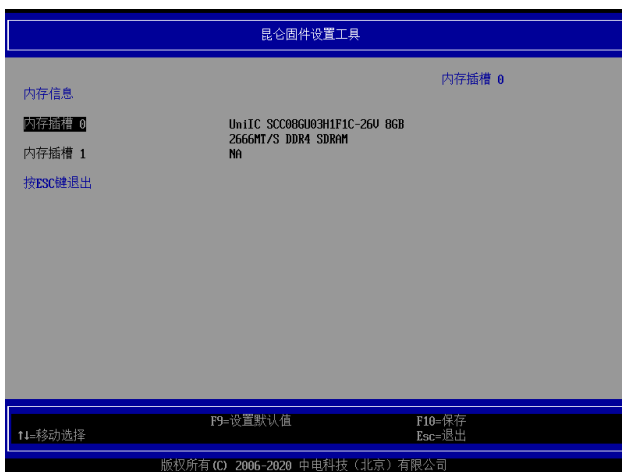 昆仑固件设置工具
内存插槽 0
内存信息
内存插槽 0 UniIC SCC08GU03H1F1C-26V 8GB
2666MT/S DDR4 SDRAM
内存插槽 1 NA
按ESC键退出
F9=设置默认值 F10=保存
↑↓=移动选择 Esc=退出
版权所有(C) 2006-2020 中电科技（北京）有限公司